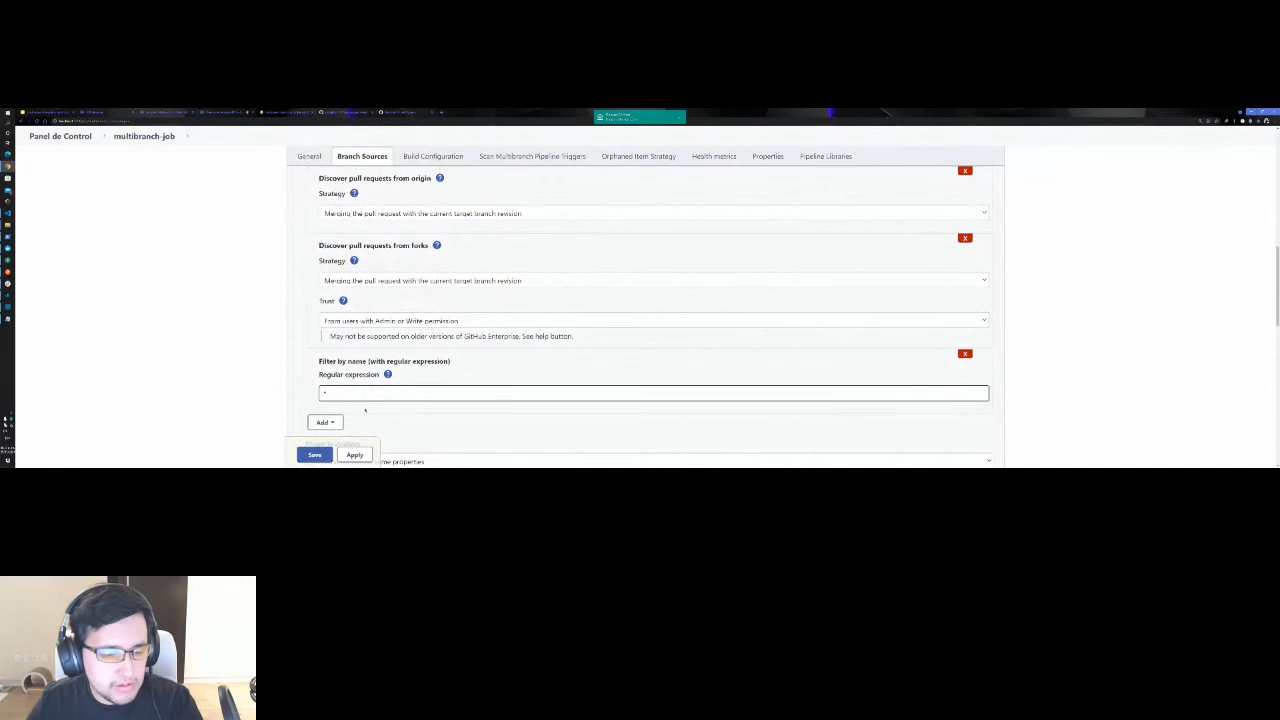 Panel de Control
multibranch-job
General
Branch Sources
Build Configuration
Scan Multibranch Pipeline Triggers
Orphaned Item Strategy
Health metrics
Properties
Pipeline Libraries
Discover pull requests from origin
X
Strategy
Merging the pull request with the current target branch revision
Discover pull requests from forks
X
Strategy
Merging the pull request with the current target branch revision
Trust
From users with Admin or Write permission
May not be supported on older versions of GitHub Enterprise. See help button.
Filter by name (with regular expression)
X
Regular expression
Add
Property strategy
Save
Apply
me properties